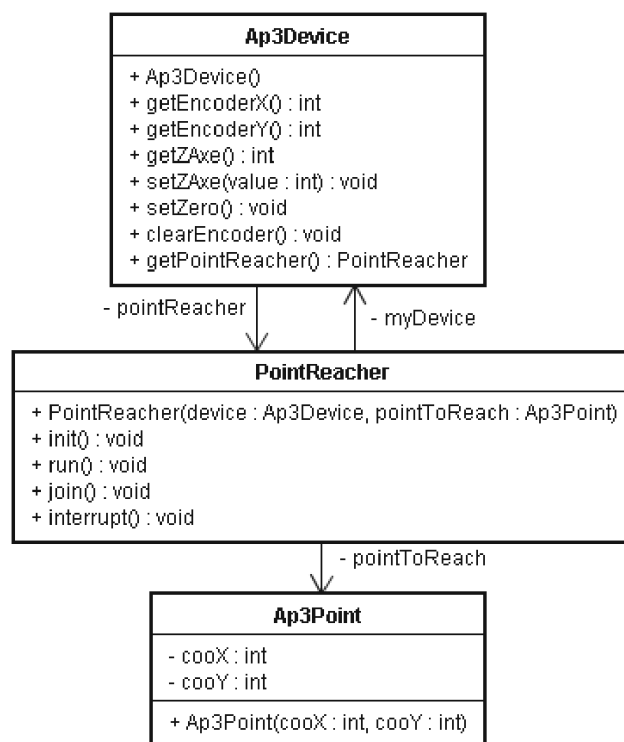 Ap3Device
+ Ap3Device()
+ getEncoderX() : int
+ getEncoderY() : int
+ getZAxe() : int
+ setZAxe(value : int) : void
+ setZero() : void
+ clearEncoder() : void
+ getPointReacher() : PointReacher
- pointReacher
- myDevice
PointReacher
+ PointReacher(device : Ap3Device, pointToReach : Ap3Point)
+ init() : void
+ run() : void
+ join() : void
+ interrupt() : void
- pointToReach
Ap3Point
- cooX : int
- cooY : int
+ Ap3Point(cooX : int, cooY : int)